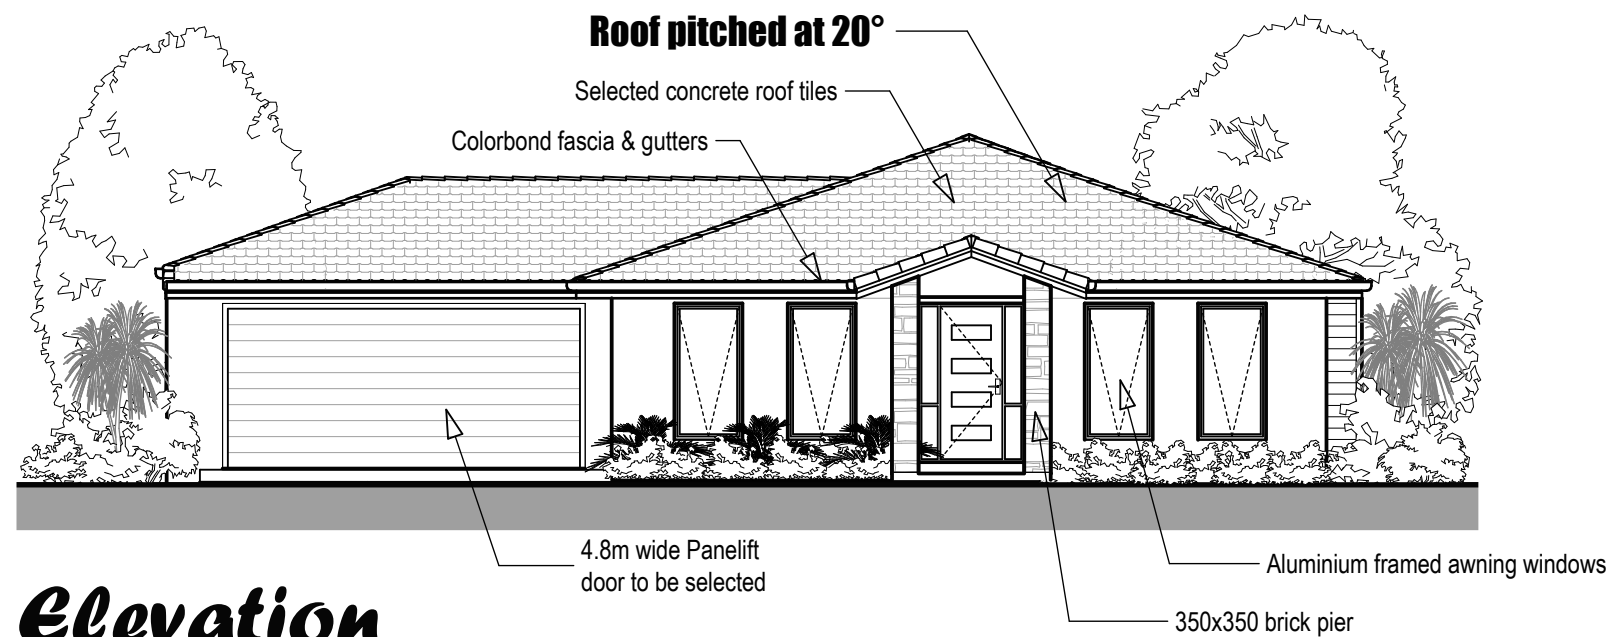 Roof pitched at 20°
Selected concrete roof tiles
Colorbond fascia & gutters
4.8m wide Panelift
door to be selected
Aluminium framed awning windows
350x350 brick pier
Elevation